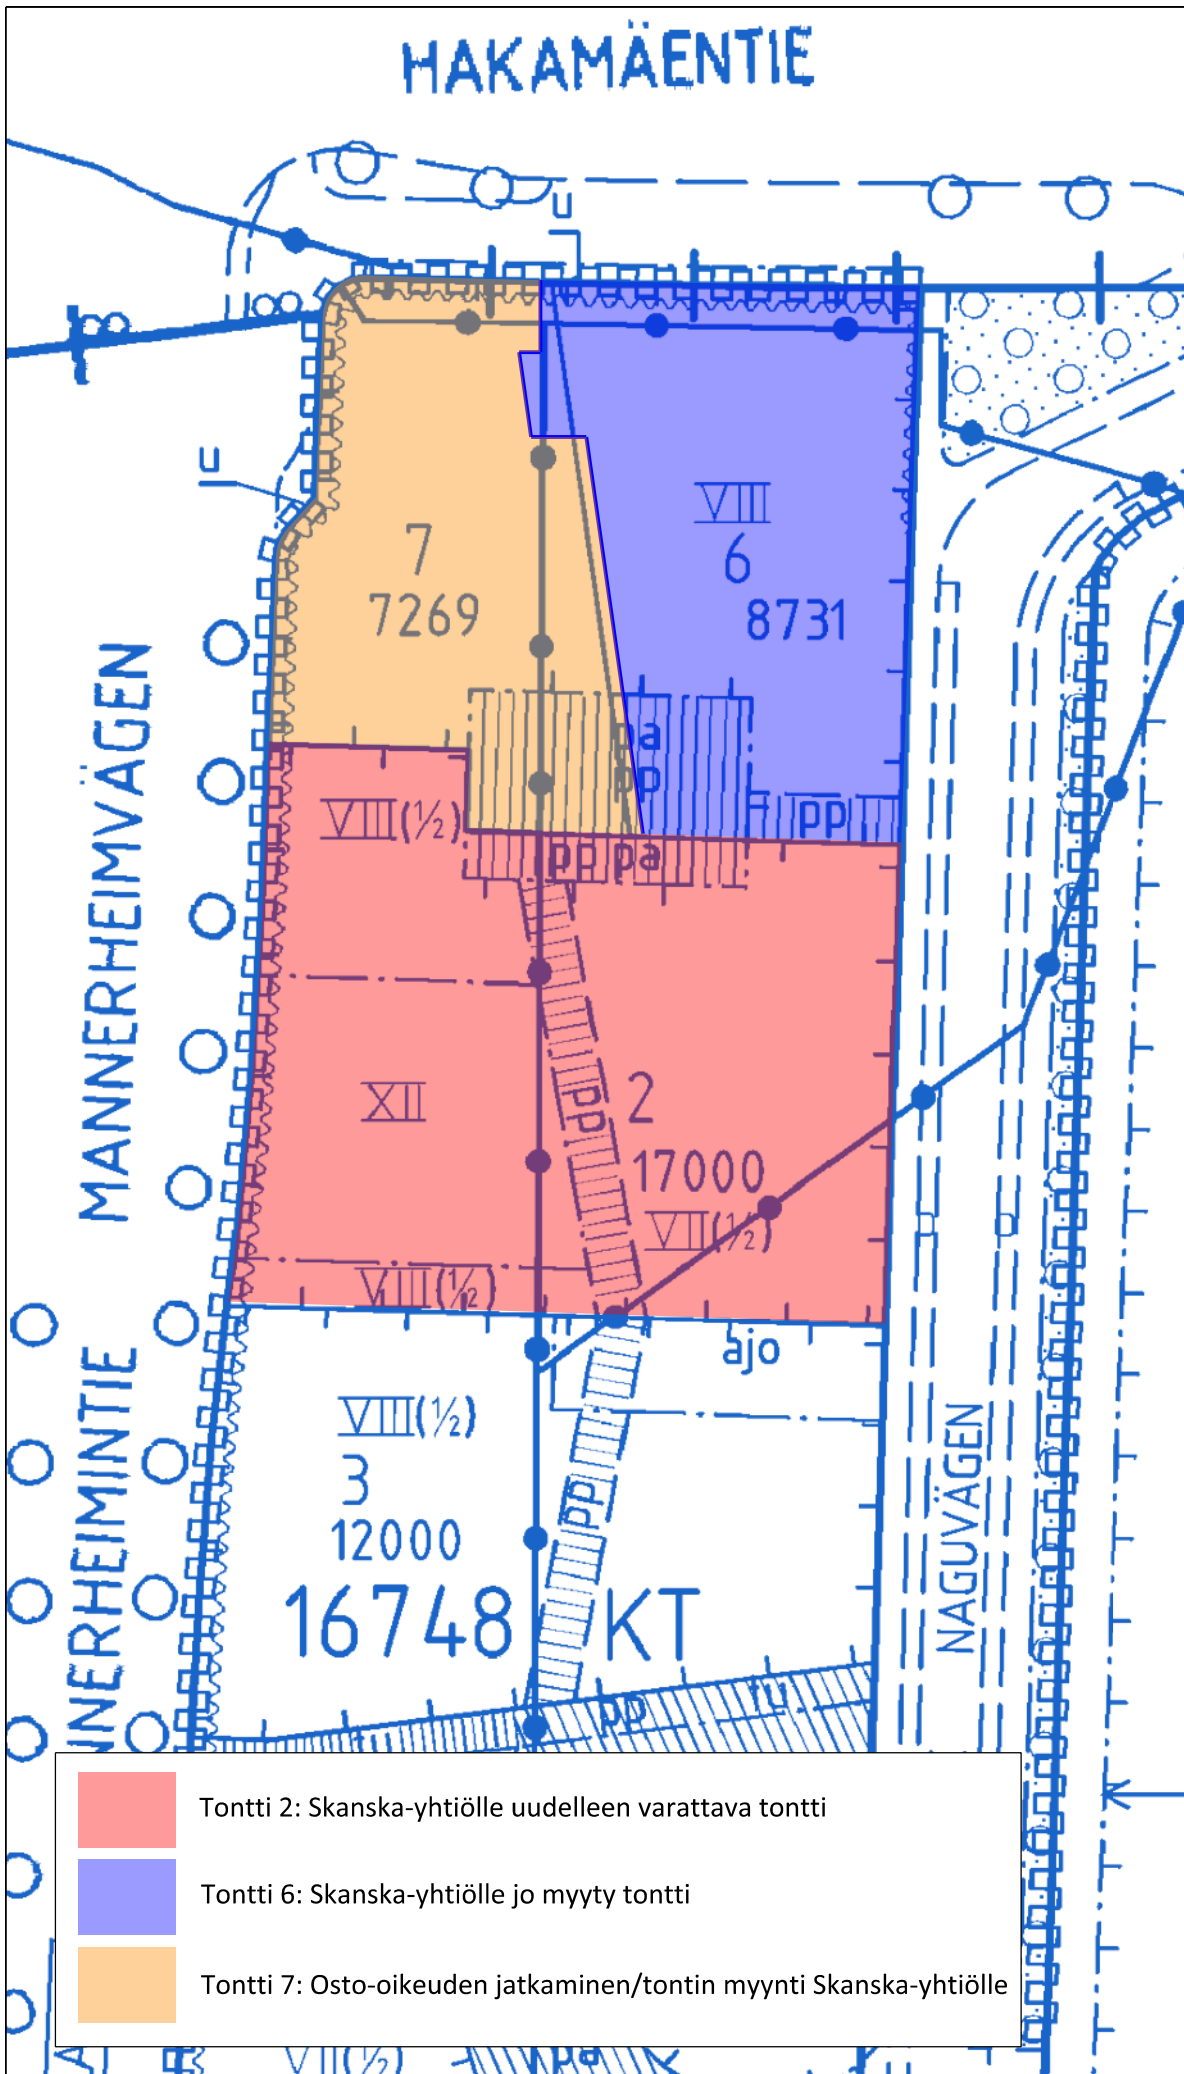 HAKAMÄENTIE
u
u
VIII
7
6
7269
8731
MANNERHEIMVÄGEN
pa
pp
VIII(½)
pp
pp pa
XII
pp
2
17000
VII(½)
VIII(½)
ajo
VIII(½)
3
12000
pp
16748 KT
NAGUVÄGEN
NNERHEIMINTIE
pp
Tontti 2: Skanska-yhtiölle uudelleen varattava tontti
Tontti 6: Skanska-yhtiölle jo myyty tontti
Tontti 7: Osto-oikeuden jatkaminen/tontin myynti Skanska-yhtiölle
VII(½)
pa